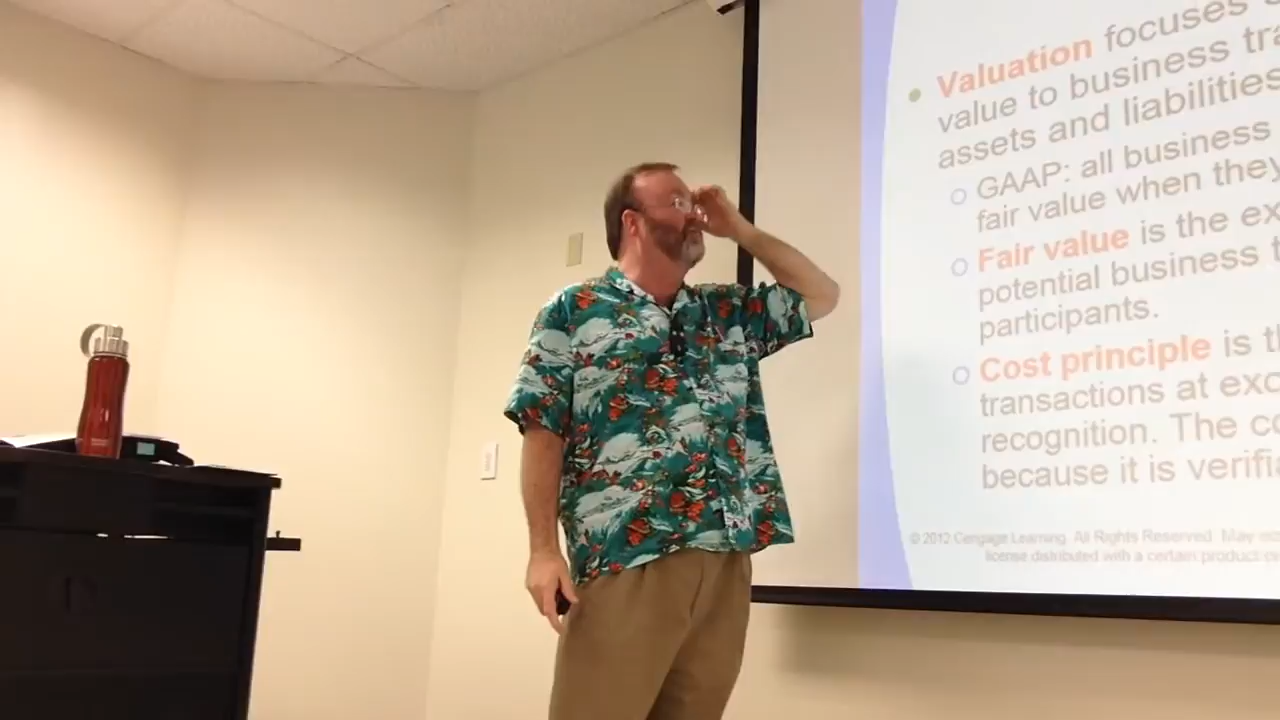 Valuation focuses
value to business tra
assets and liabilities
GAAP: all business
fair value when they
Fair value is the ex
potential business t
participants.
Cost principle is th
transactions at exc
recognition. The co
because it is verifi
© 2012 Cengage Learning. All Rights Reserved. May not
license distributed with a certain product